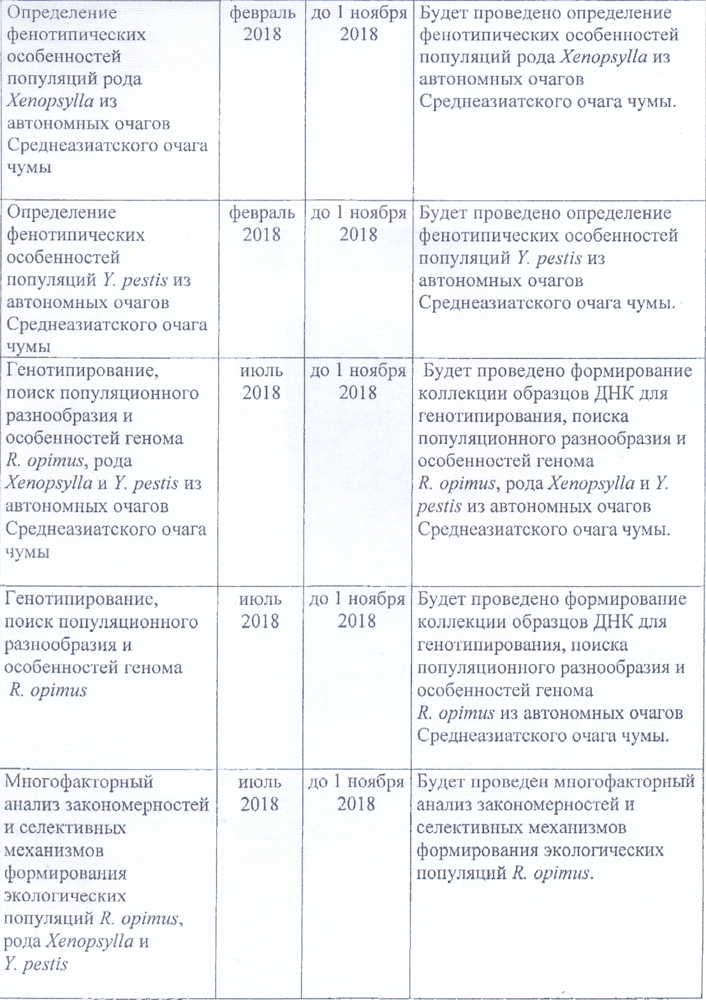 Определение
фенотипических
особенностей
популяций рода
Xenopsylla из
автономных очагов
Среднеазиатского очага
чумы
февраль
2018
до 1 ноября
2018
Будет проведено определение
фенотипических особенностей
популяций рода Xenopsylla из
автономных очагов
Среднеазиатского очага чумы.
Определение
фенотипических
особенностей
популяций Y. pestis из
автономных очагов
Среднеазиатского очага
чумы
февраль
2018
до 1 ноября
2018
Будет проведено определение
фенотипических особенностей
популяций Y. pestis из
автономных очагов
Среднеазиатского очага чумы.
Генотипирование,
поиск популяционного
разнообразия и
особенностей генома
R. opimus, рода
Xenopsylla и Y. pestis из
автономных очагов
Среднеазиатского очага
чумы
июль
2018
до 1 ноября
2018
Будет проведено формирование
коллекции образцов ДНК для
генотипирования, поиска
популяционного разнообразия и
особенностей генома
R. opimus, рода Xenopsylla и Y.
pestis из автономных очагов
Среднеазиатского очага чумы.
Генотипирование,
поиск популяционного
разнообразия и
особенностей генома
R. opimus
июль
2018
до 1 ноября
2018
Будет проведено формирование
коллекции образцов ДНК для
генотипирования, поиска
популяционного разнообразия и
особенностей генома
R. opimus из автономных очагов
Среднеазиатского очага чумы.
Многофакторный
анализ закономерностей
и селективных
механизмов
формирования
экологических
популяций R. opimus,
рода Xenopsylla и
Y. pestis
июль
2018
до 1 ноября
2018
Будет проведен многофакторный
анализ закономерностей и
селективных механизмов
формирования экологических
популяций R. opimus.